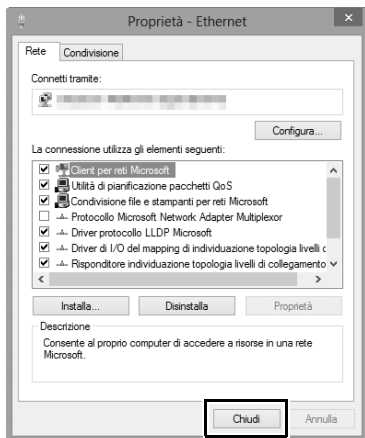 Proprietà - Ethernet
Rete Condivisione
Connetti tramite:
Configura...
La connessione utilizza gli elementi seguenti:
Client per reti Microsoft
Utilità di pianificazione pacchetti QoS
Condivisione file e stampanti per reti Microsoft
Protocollo Microsoft Network Adapter Multiplexor
Driver protocollo LLDP Microsoft
Driver di I/O del mapping di individuazione topologia livelli c
Risponditore individuazione topologia livelli di collegamento
Installa... Disinstalla Proprietà
Descrizione
Consente al proprio computer di accedere a risorse in una rete
Microsoft.
Chiudi Annulla